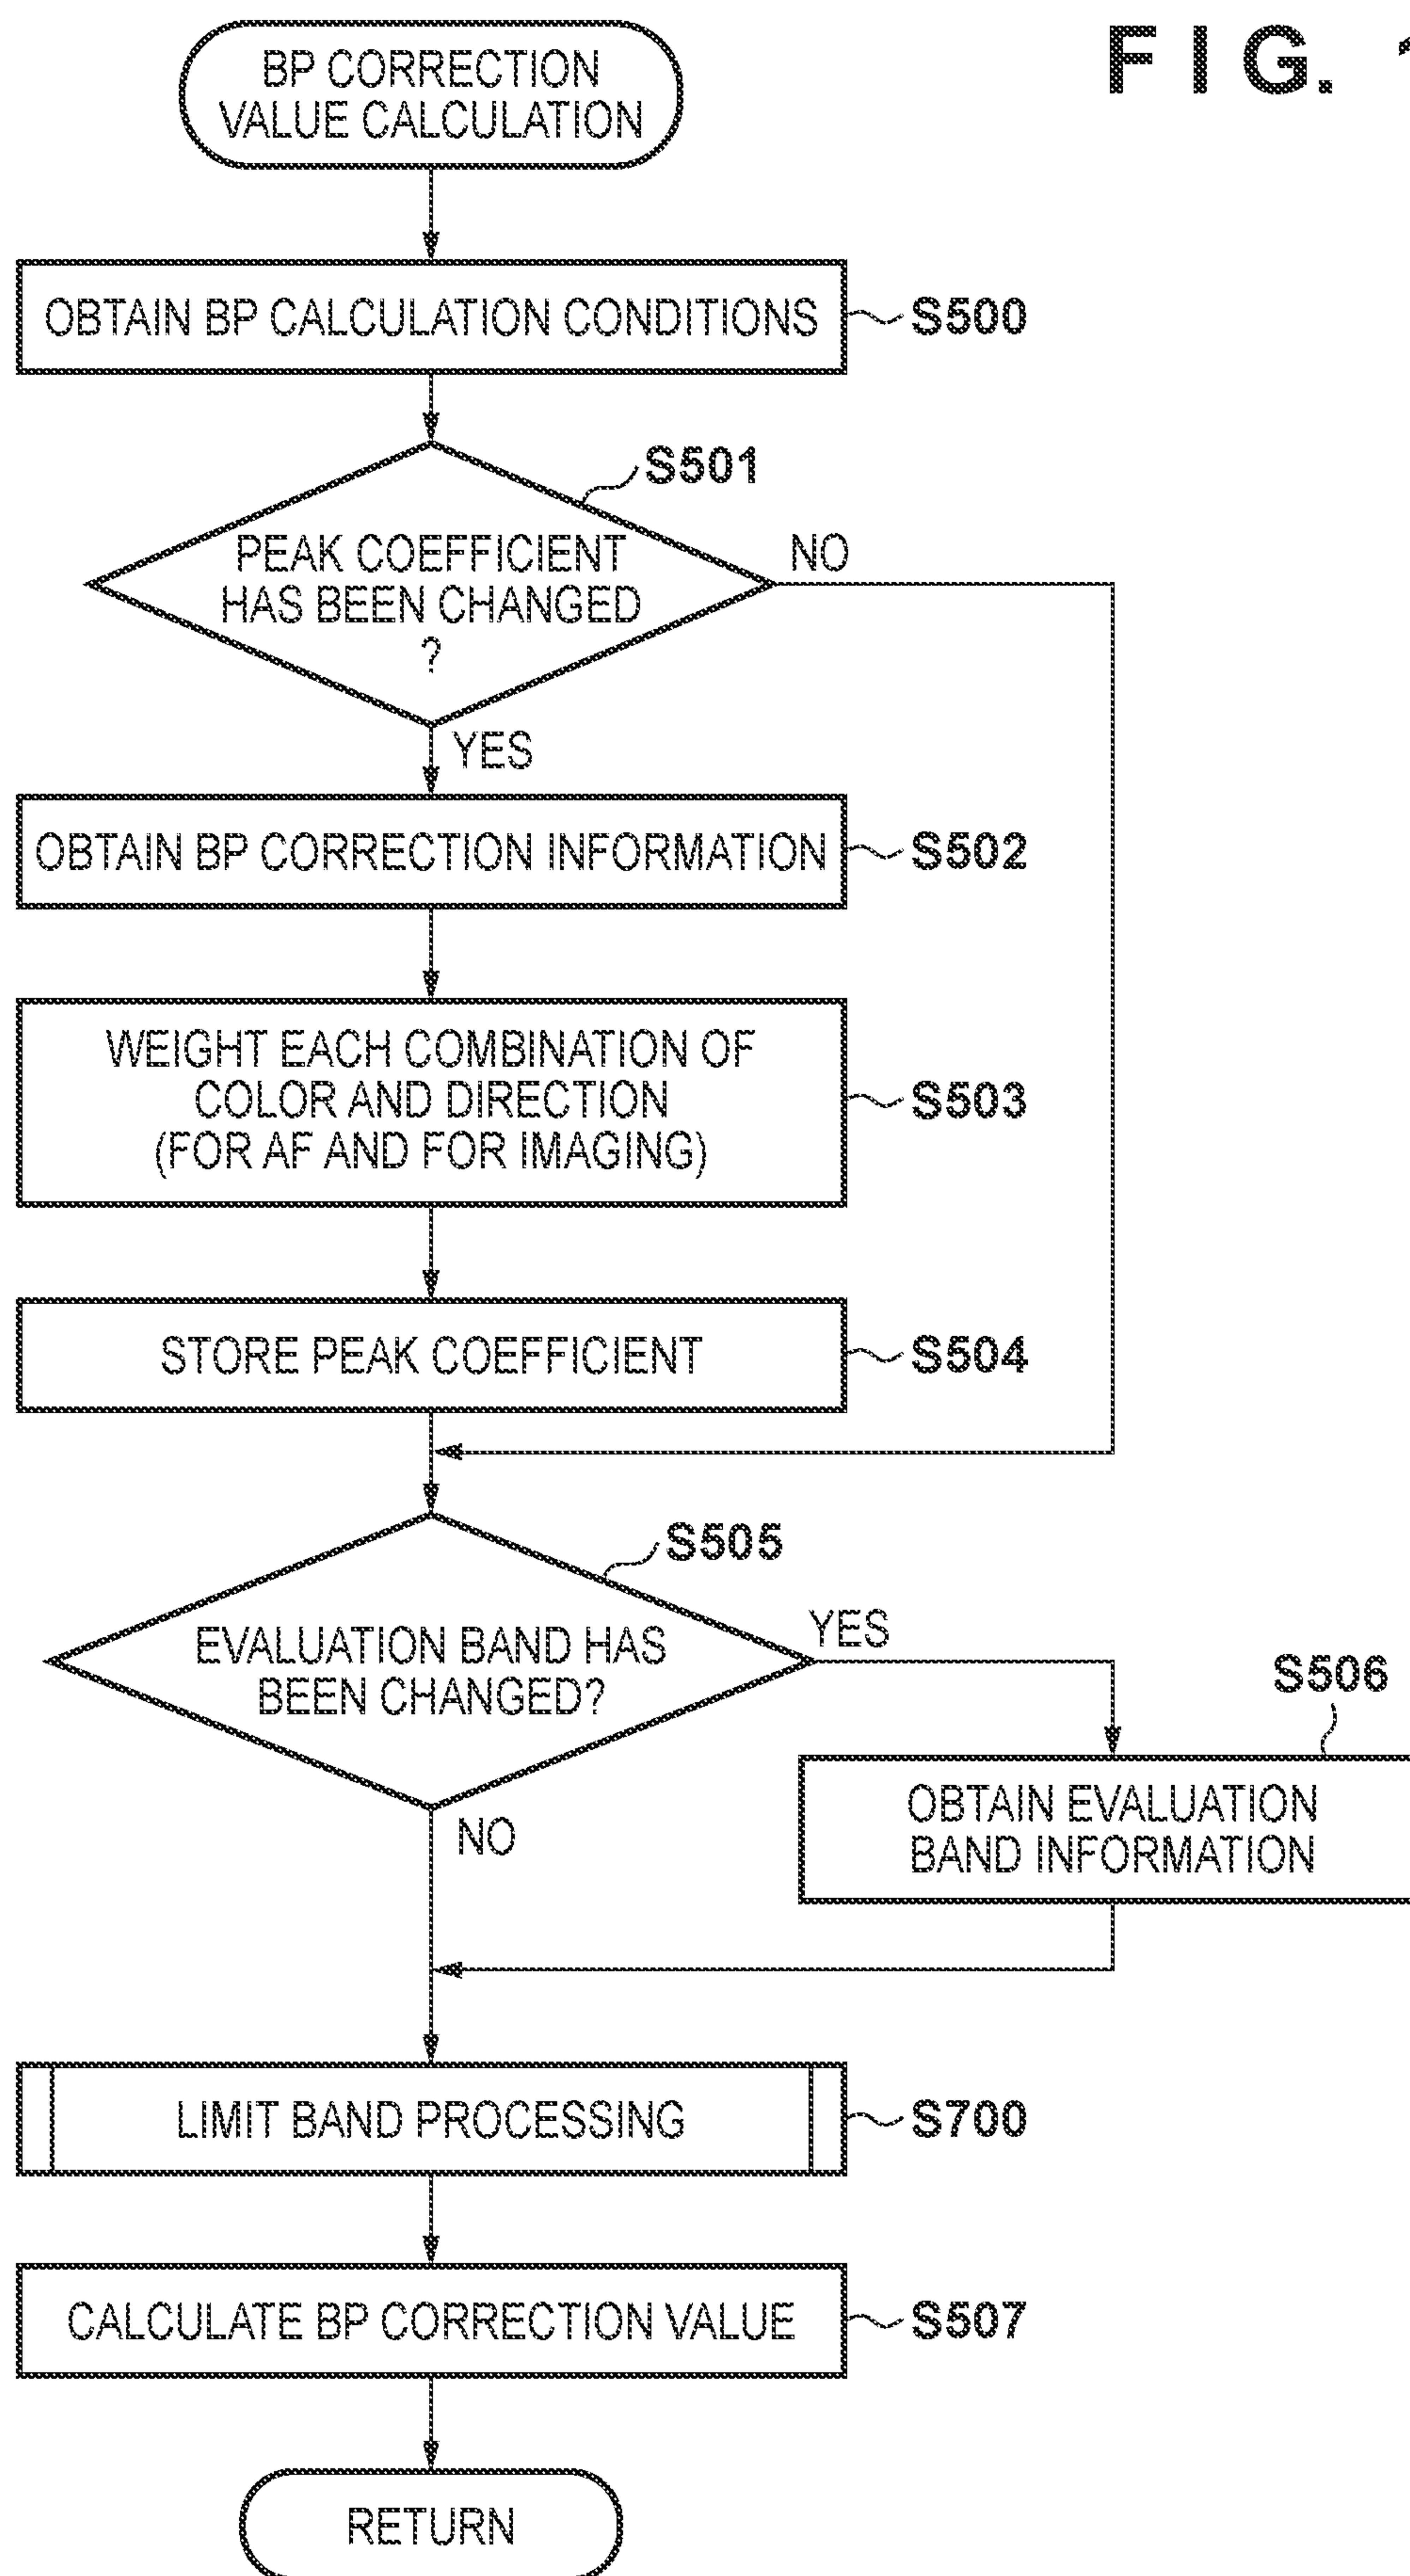 FIG.
BP CORRECTION
VALUE CALCULATION
OBTAIN BP CALCULATION CONDITIONS
S500
S501
PEAK COEFFICIENT
HAS BEEN CHANGED
?
NO
YES
OBTAIN BP CORRECTION INFORMATION
S502
WEIGHT EACH COMBINATION OF
COLOR AND DIRECTION
(FOR AF AND FOR IMAGING)
S503
STORE PEAK COEFFICIENT
S504
S505
EVALUATION BAND HAS
BEEN CHANGED?
YES
NO
S506
OBTAIN EVALUATION
BAND INFORMATION
LIMIT BAND PROCESSING
S700
CALCULATE BP CORRECTION VALUE
S507
RETURN